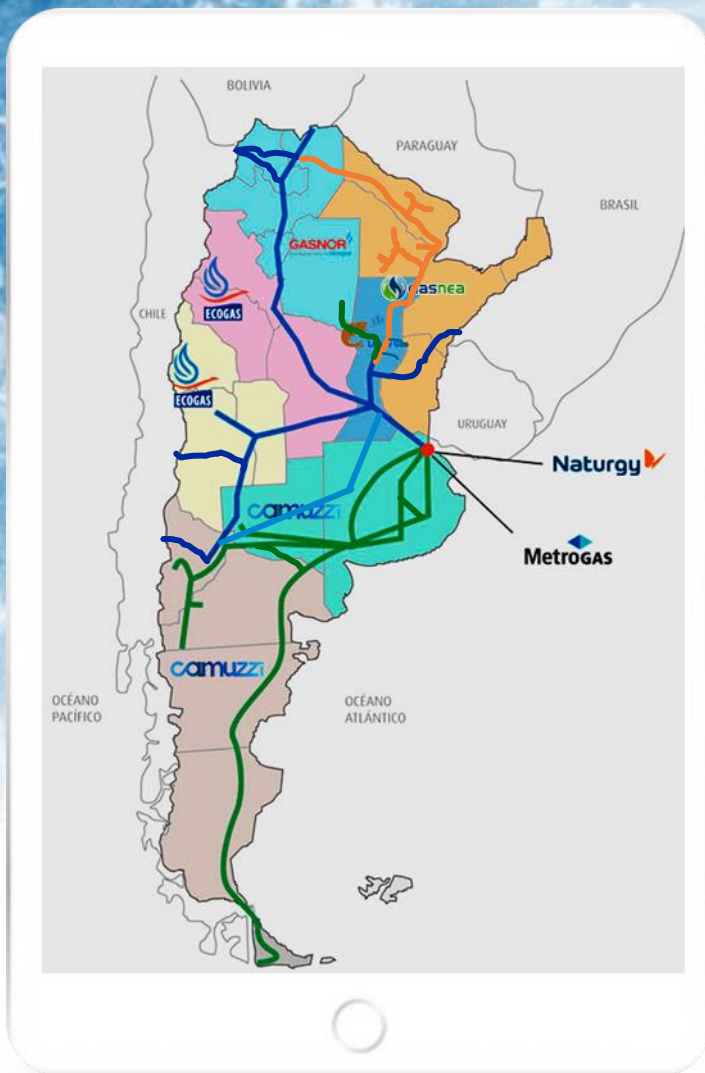 BOLIVIA
PARAGUAY
BRASIL
GASNOR
gasnea
ECOGAS
CHILE
ECOGAS
URUGUAY
Naturgy
camuzzi
MetroGAS
camuzzi
OCÉANO
PACÍFICO
OCÉANO
ATLÁNTICO